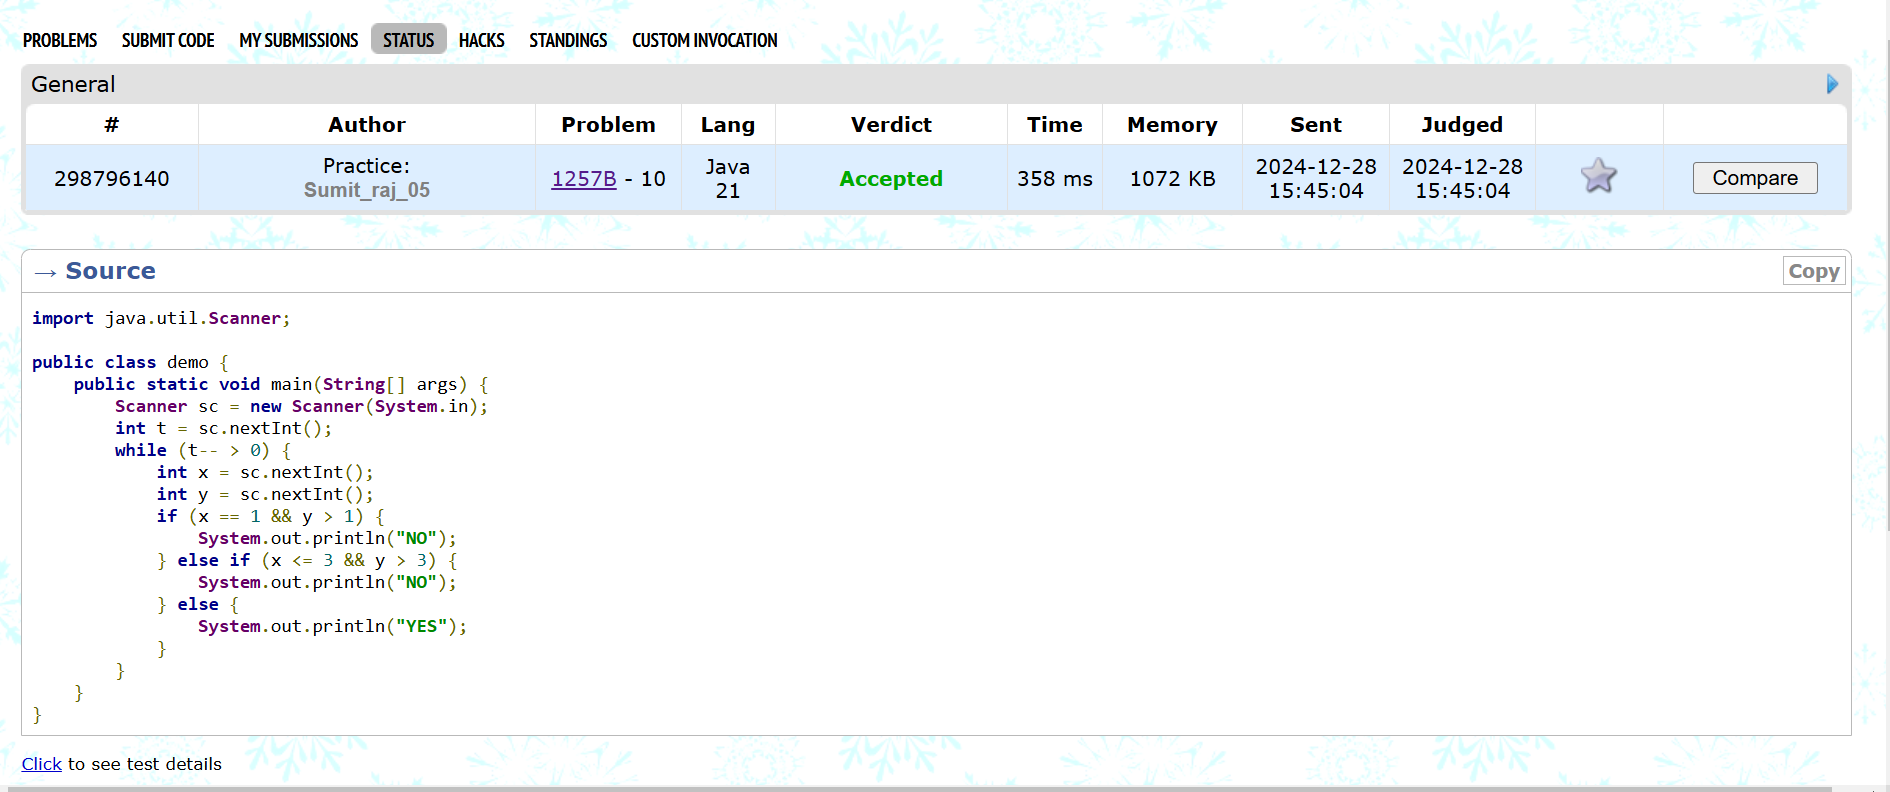 PROBLEMS SUBMIT CODE MY SUBMISSIONS STATUS HACKS STANDINGS CUSTOM INVOCATION
General
# Author Problem Lang Verdict Time Memory Sent Judged
298796140 Practice: Sumit_raj_05 1257B - 10 Java 21 Accepted 358 ms 1072 KB 2024-12-28 15:45:04 2024-12-28 15:45:04 Compare
→ Source Copy
import java.util.Scanner;
public class demo {
    public static void main(String[] args) {
        Scanner sc = new Scanner(System.in);
        int t = sc.nextInt();
        while (t-- > 0) {
            int x = sc.nextInt();
            int y = sc.nextInt();
            if (x == 1 && y > 1) {
                System.out.println("NO");
            } else if (x <= 3 && y > 3) {
                System.out.println("NO");
            } else {
                System.out.println("YES");
            }
        }
    }
}
Click to see test details